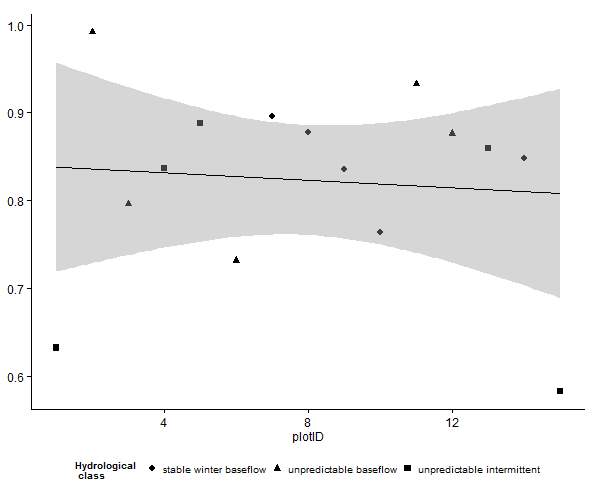 1.0
0.9
0.8
0.7
0.6
4 8 12
plotID
Hydrological
class
stable winter baseflow unpredictable baseflow unpredictable intermittent